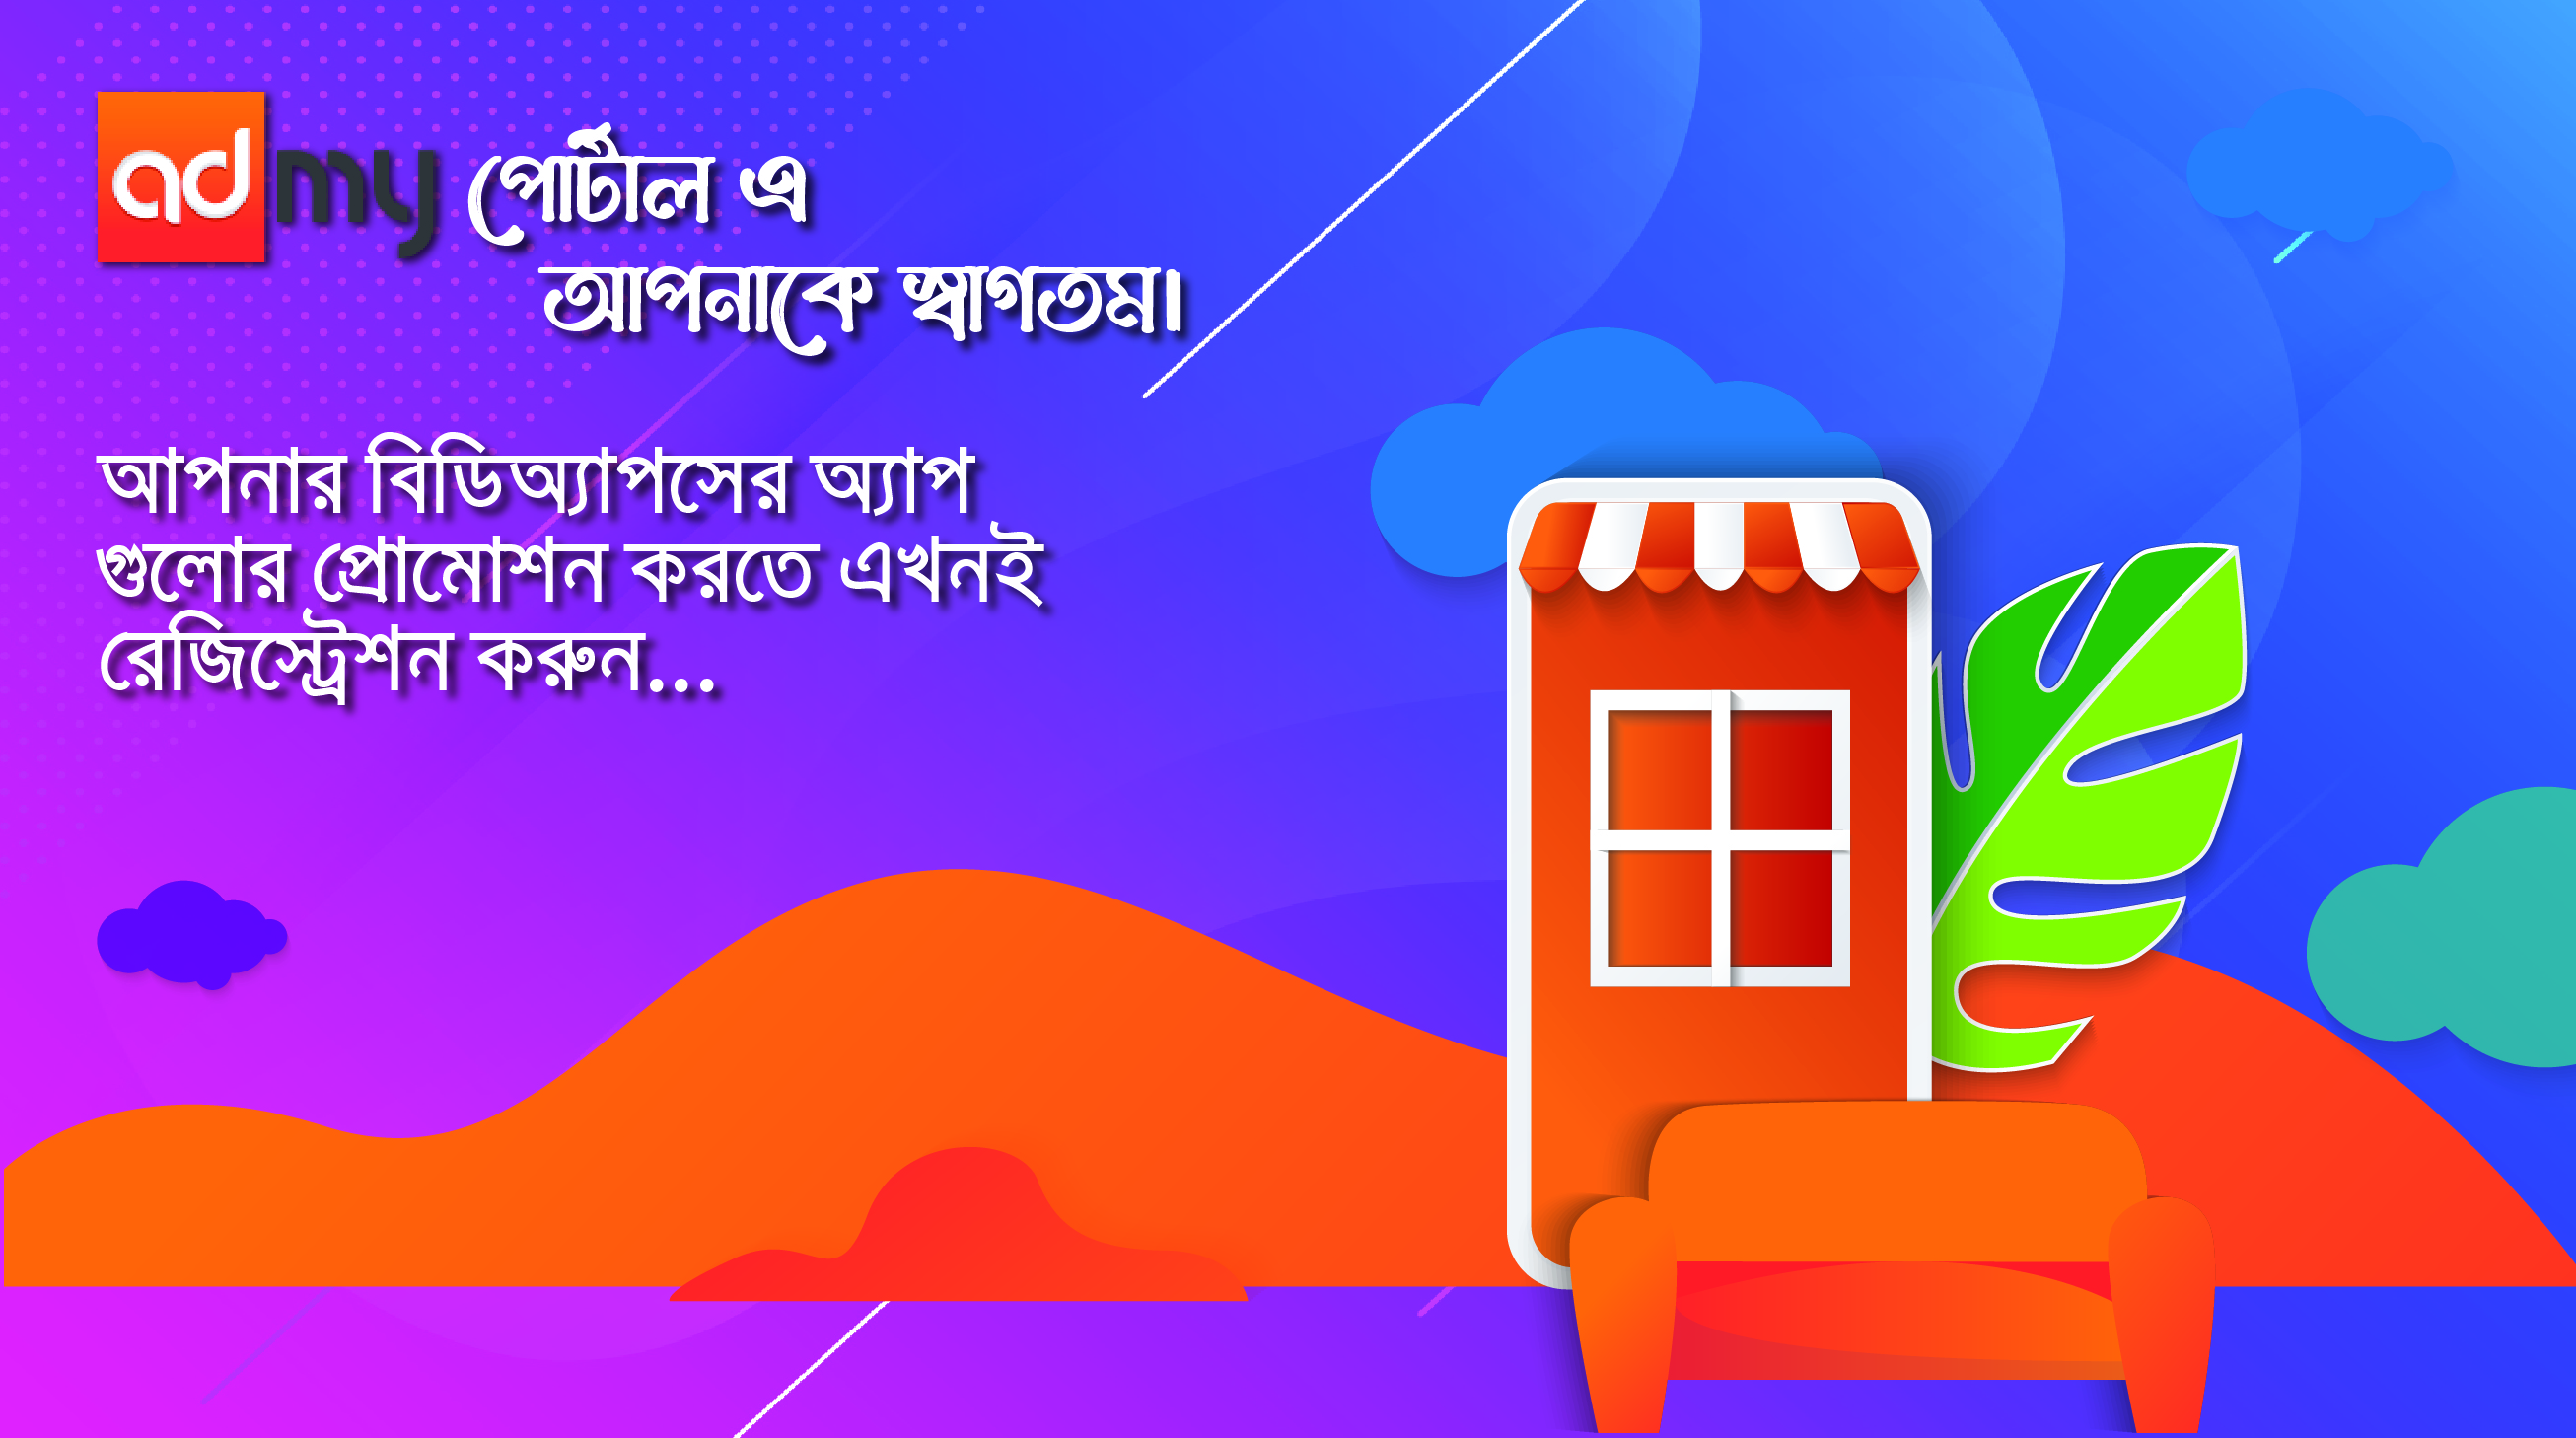 admy পোর্টাল এ
আপনাকে স্বাগতম।
আপনার বিডিঅ্যাপসের অ্যাপ
গুলোর প্রোমোশন করতে এখনই
রেজিস্ট্রেশন করুন...